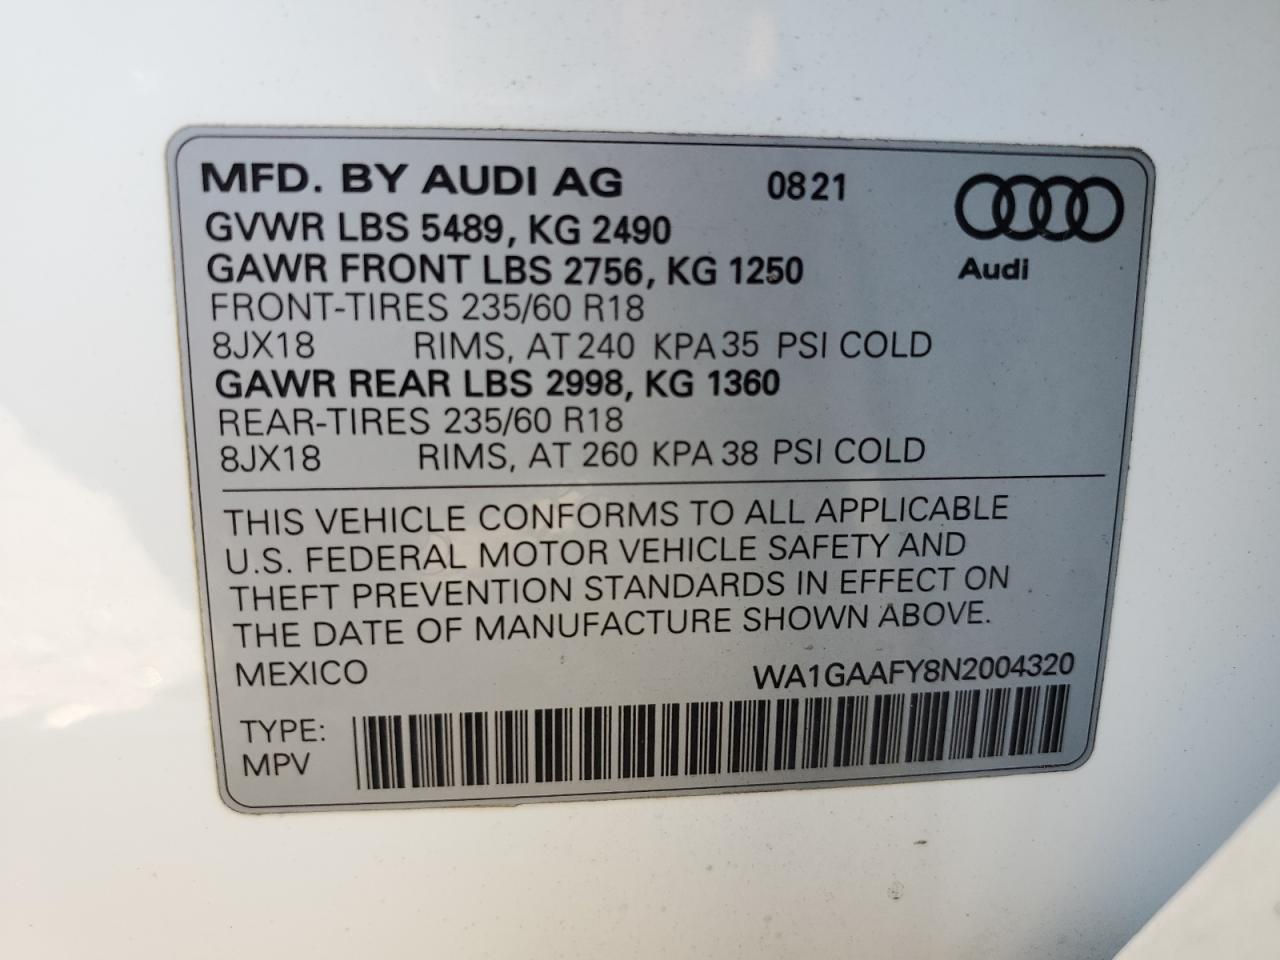 MFD. BY AUDI AG 0821
GVWR LBS 5489, KG 2490
GAWR FRONT LBS 2756, KG 1250
Audi
FRONT-TIRES 235/60 R18
8JX18 RIMS, AT 240 KPA 35 PSI COLD
GAWR REAR LBS 2998, KG 1360
REAR-TIRES 235/60 R18
8JX18 RIMS, AT 260 KPA 38 PSI COLD
THIS VEHICLE CONFORMS TO ALL APPLICABLE
U.S. FEDERAL MOTOR VEHICLE SAFETY AND
THEFT PREVENTION STANDARDS IN EFFECT ON
THE DATE OF MANUFACTURE SHOWN ABOVE.
MEXICO WA1GAAFY8N2004320
TYPE:
MPV